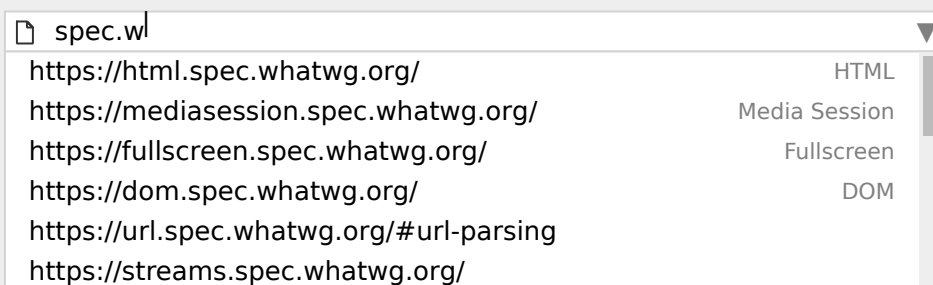 spec.w
https://html.spec.whatwg.org/ HTML
https://mediasession.spec.whatwg.org/ Media Session
https://fullscreen.spec.whatwg.org/ Fullscreen
https://dom.spec.whatwg.org/ DOM
https://url.spec.whatwg.org/#url-parsing
https://streams.spec.whatwg.org/